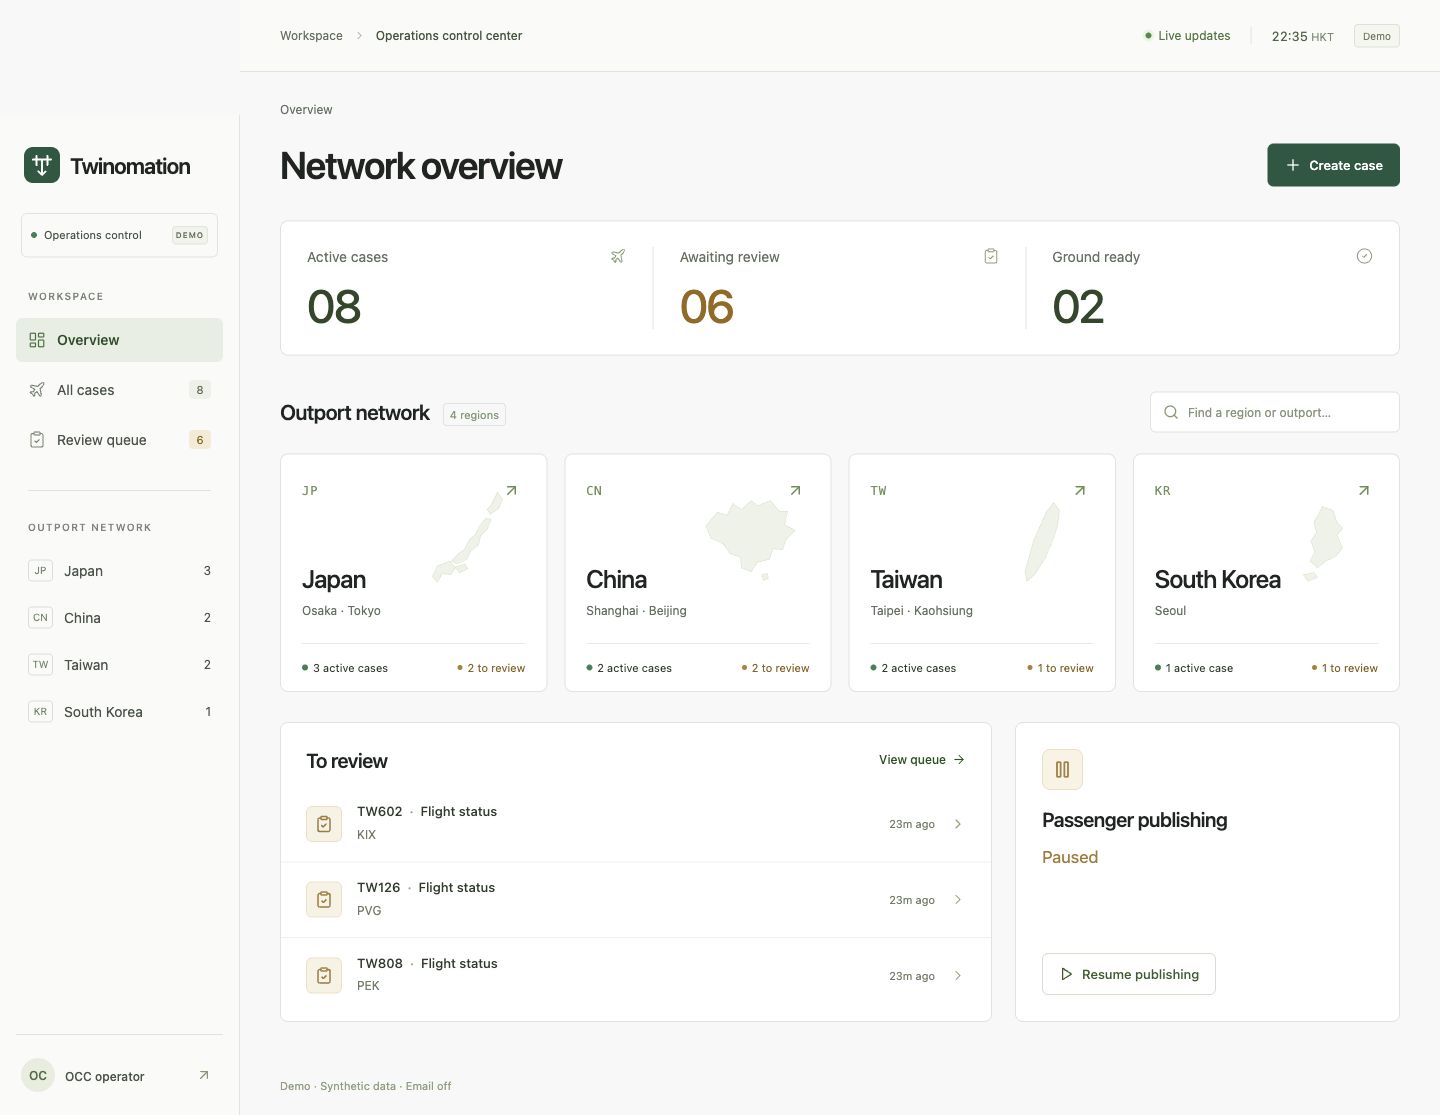 Workspace
Operations control center
Live updates
22:35 HKT
Demo
Twinomation
Operations control
DEMO
WORKSPACE
Overview
All cases 8
Review queue 6
OUTPORT NETWORK
JP Japan 3
CN China 2
TW Taiwan 2
KR South Korea 1
OC OCC operator
Overview
Network overview
Create case
Active cases
08
Awaiting review
06
Ground ready
02
Outport network
4 regions
Find a region or outport...
JP
Japan
Osaka · Tokyo
3 active cases
2 to review
CN
China
Shanghai · Beijing
2 active cases
2 to review
TW
Taiwan
Taipei · Kaohsiung
2 active cases
1 to review
KR
South Korea
Seoul
1 active case
1 to review
To review
View queue
TW602 · Flight status
KIX
23m ago
TW126 · Flight status
PVG
23m ago
TW808 · Flight status
PEK
23m ago
Passenger publishing
Paused
Resume publishing
Demo · Synthetic data · Email off